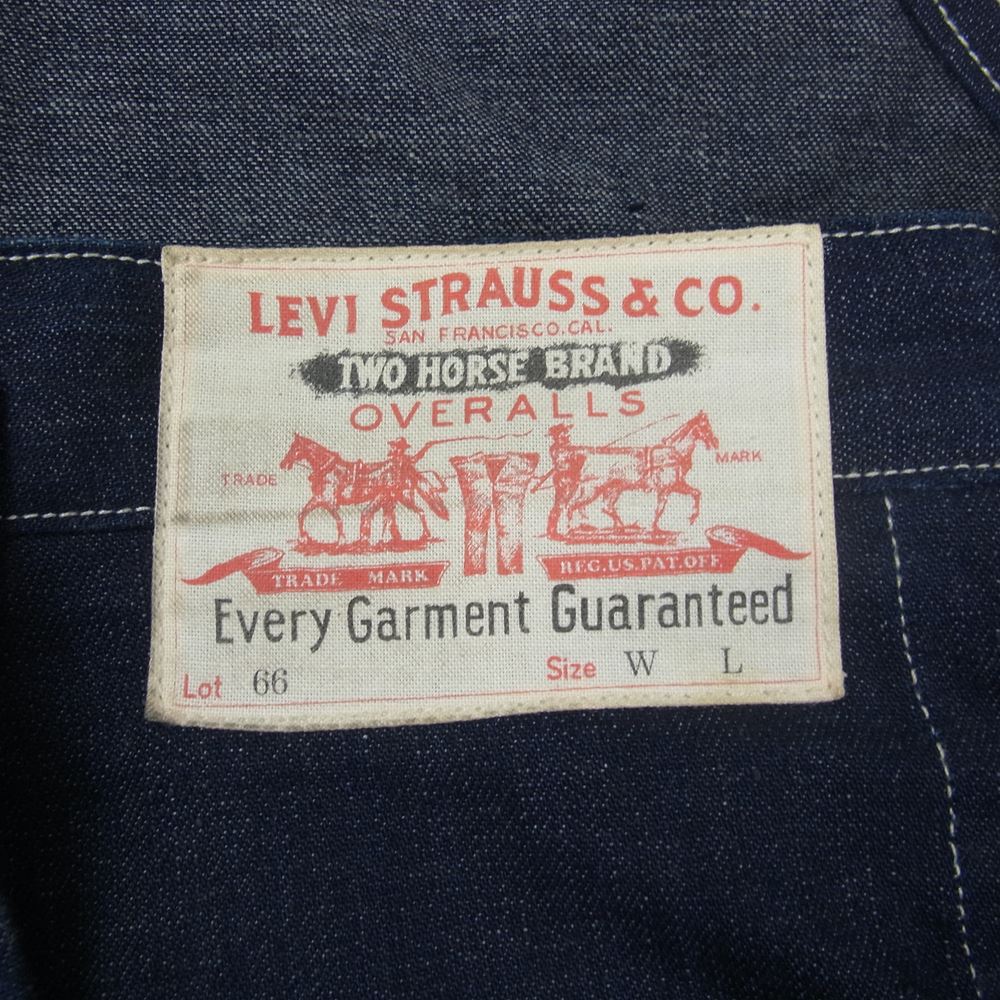 LEVI STRAUSS & CO.
SAN FRANCISCO.CAL.
TWO HORSE BRAND
OVERALLS
TRADE MARK
TRADE MARK REG.US.PAT.OFF
Every Garment Guaranteed
Lot 66 Size W L